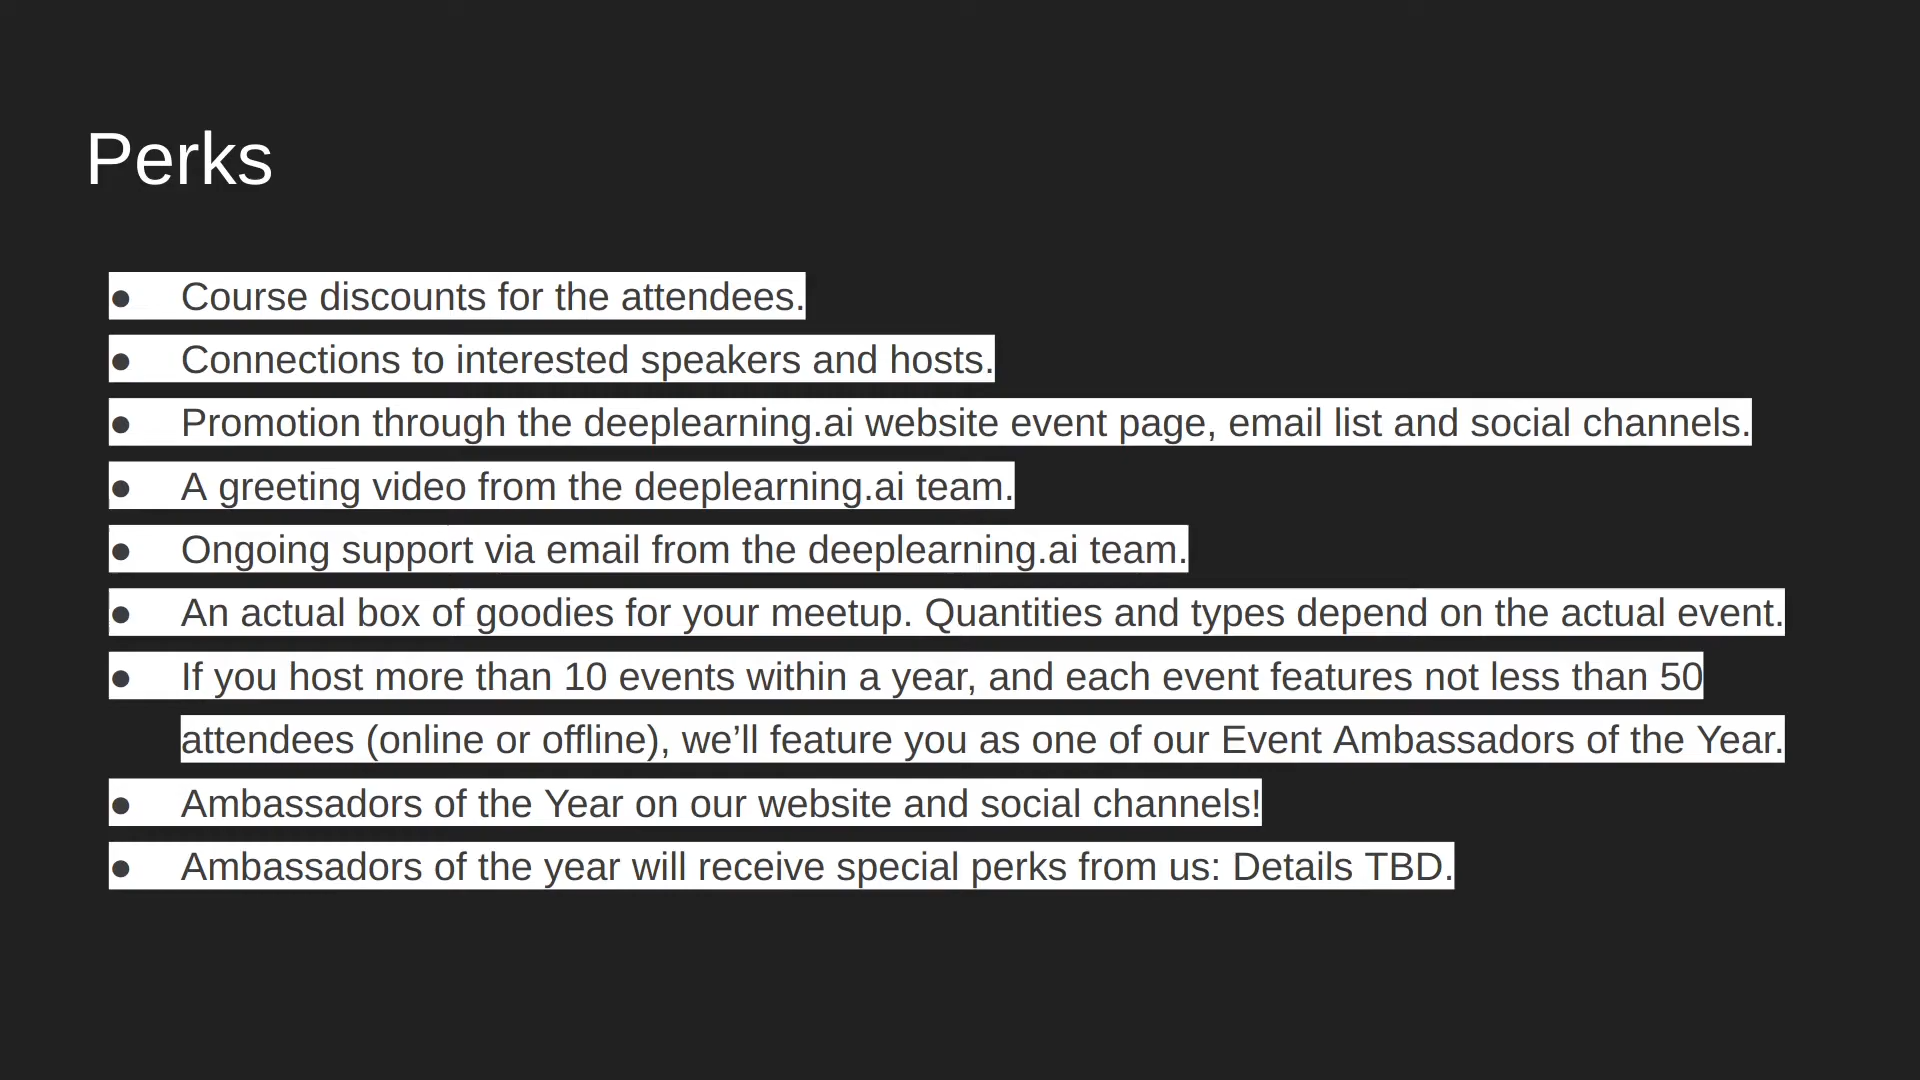 Perks
● Course discounts for the attendees.
● Connections to interested speakers and hosts.
● Promotion through the deeplearning.ai website event page, email list and social channels.
● A greeting video from the deeplearning.ai team.
● Ongoing support via email from the deeplearning.ai team.
● An actual box of goodies for your meetup. Quantities and types depend on the actual event.
● If you host more than 10 events within a year, and each event features not less than 50
attendees (online or offline), we’ll feature you as one of our Event Ambassadors of the Year.
● Ambassadors of the Year on our website and social channels!
● Ambassadors of the year will receive special perks from us: Details TBD.